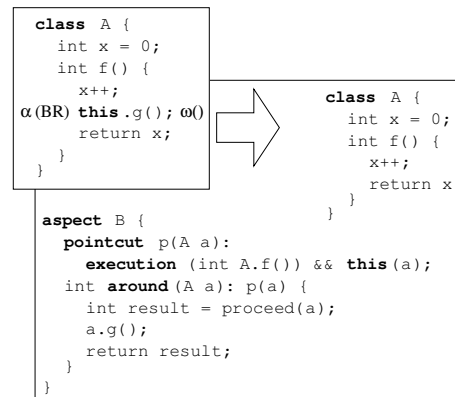 class A {
int x = 0;
int f() {
x++;
α(BR) this.g(); ω()
return x;
}
}
class A {
int x = 0;
int f() {
x++;
return x
}
}
aspect B {
pointcut p(A a):
execution (int A.f()) && this(a);
int around(A a): p(a) {
int result = proceed(a);
a.g();
return result;
}
}